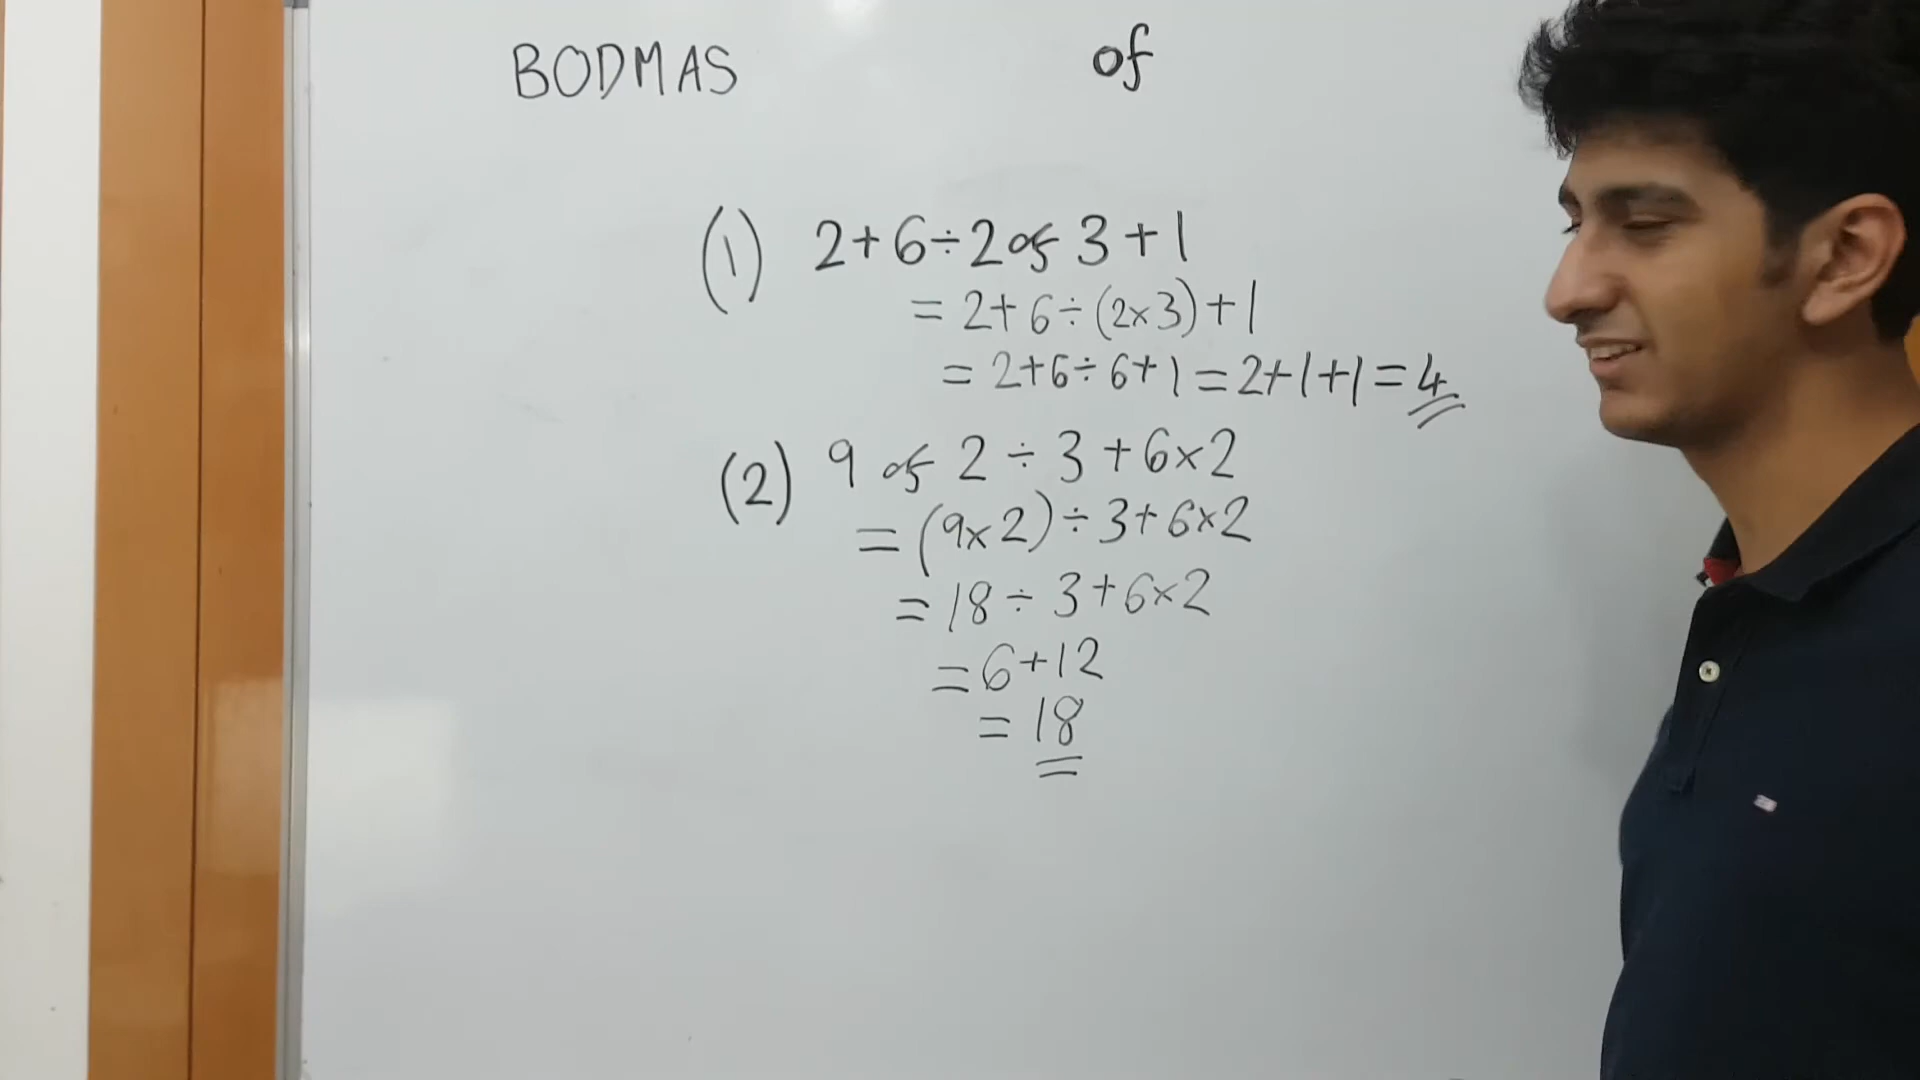 BODMAS of
(1) 2+6÷2 of 3+1
= 2+6÷(2×3)+1
= 2+6÷6+1=2+1+1=4
(2) 9 of 2÷3+6×2
= (9×2)÷3+6×2
= 18÷3+6×2
= 6+12
= 18